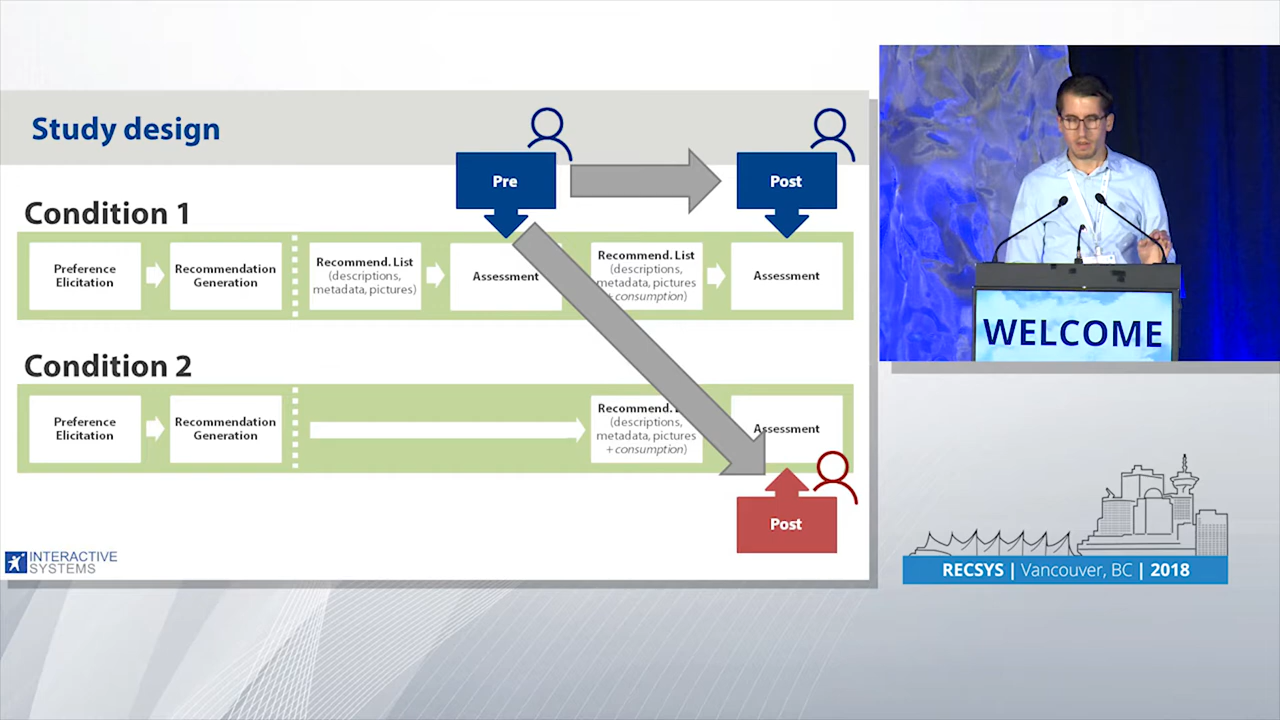 Study design
Pre
Post
Condition 1
Preference
Elicitation
Recommendation
Generation
Recommend. List
(descriptions,
metadata, pictures)
Assessment
Recommend. List
(descriptions,
metadata, pictures
consumption)
Assessment
Condition 2
Preference
Elicitation
Recommendation
Generation
Recommend.
(descriptions,
metadata, pictures
+ consumption)
Assessment
Post
INTERACTIVE
SYSTEMS
WELCOME
RECSYS | Vancouver, BC | 2018